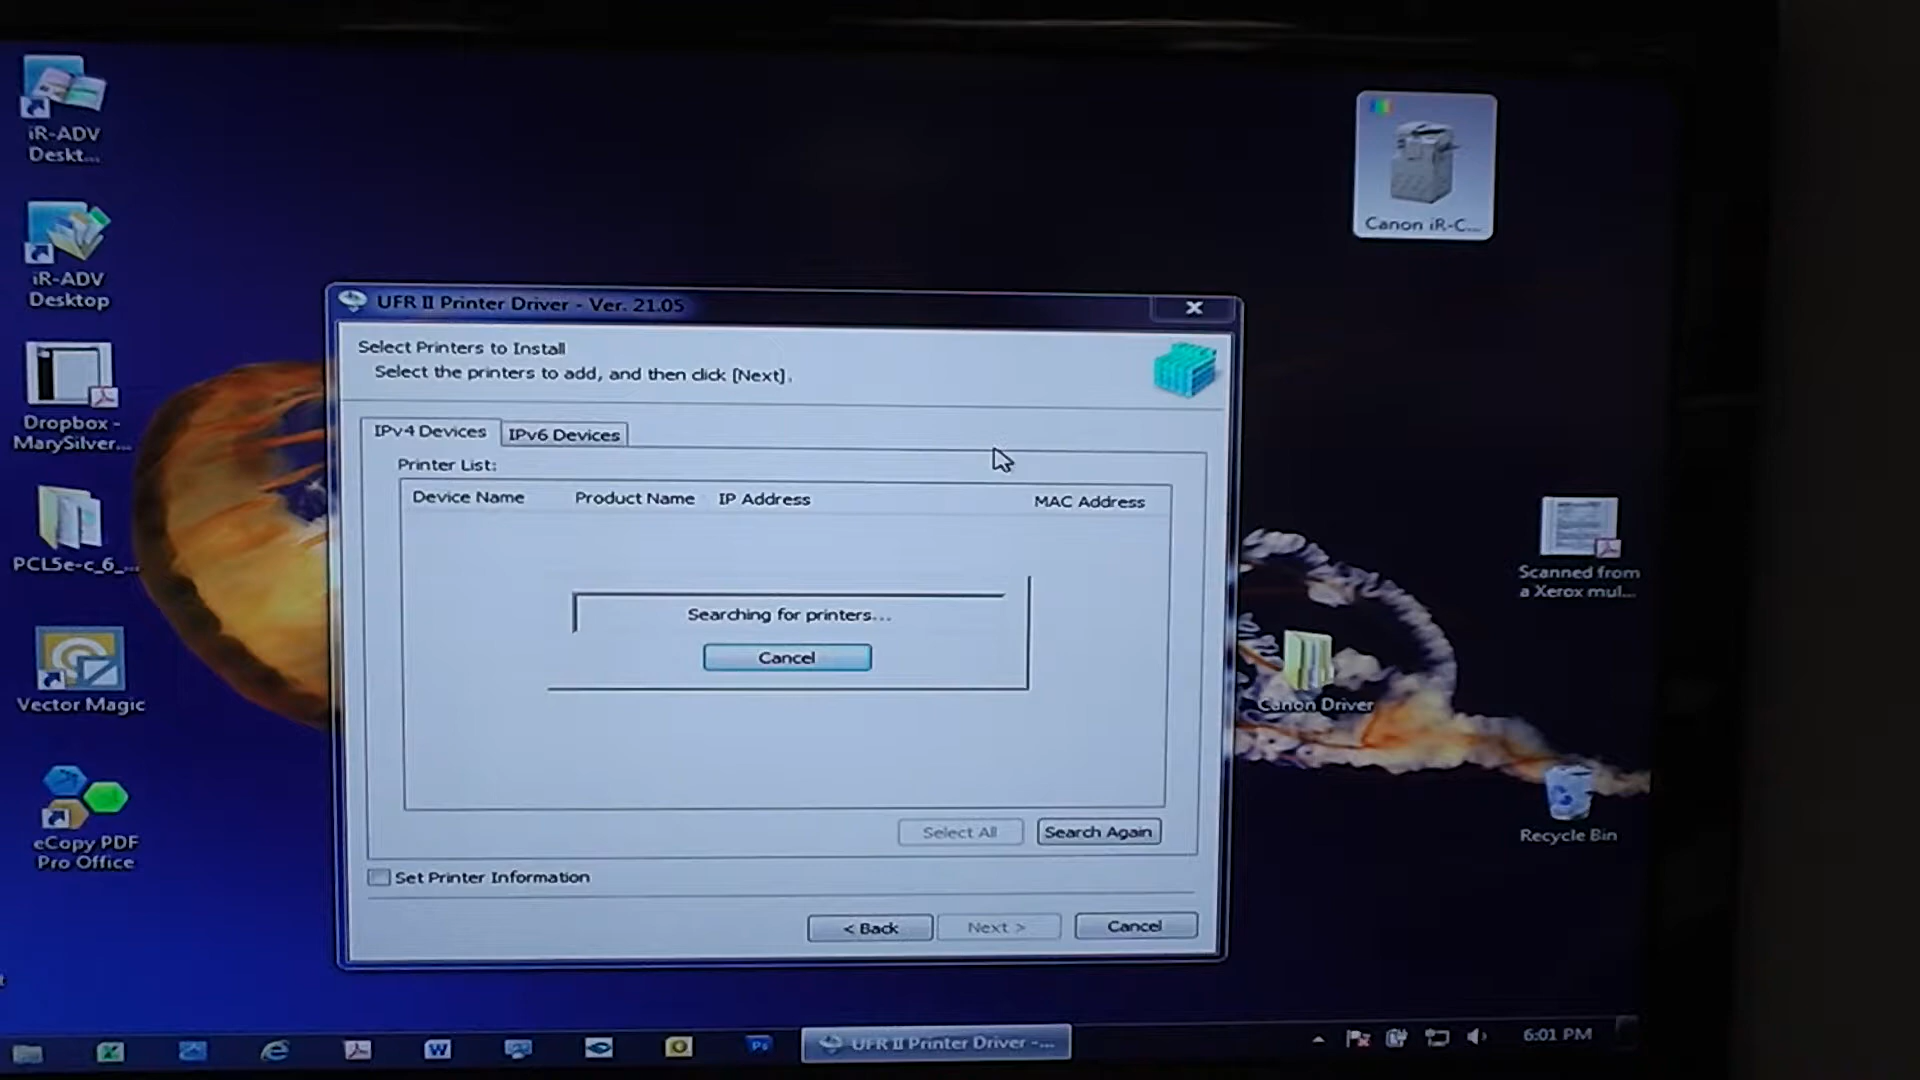 iR-ADV
Deskt...
iR-ADV
Desktop
Dropbox -
MarySilver...
PCL5e-c_6_...
Vector Magic
eCopy PDF
Pro Office
Canon iR-C...
Scanned from
a Xerox mul...
Canon Driver
Recycle Bin
UFR II Printer Driver - Ver. 21.05
Select Printers to Install
Select the printers to add, and then click [Next].
IPv4 Devices
IPv6 Devices
Printer List:
Device Name Product Name IP Address MAC Address
Searching for printers...
Cancel
Select All
Search Again
Set Printer Information
< Back
Next >
Cancel
W
Ps
UFR II Printer Driver -...
6:01 PM